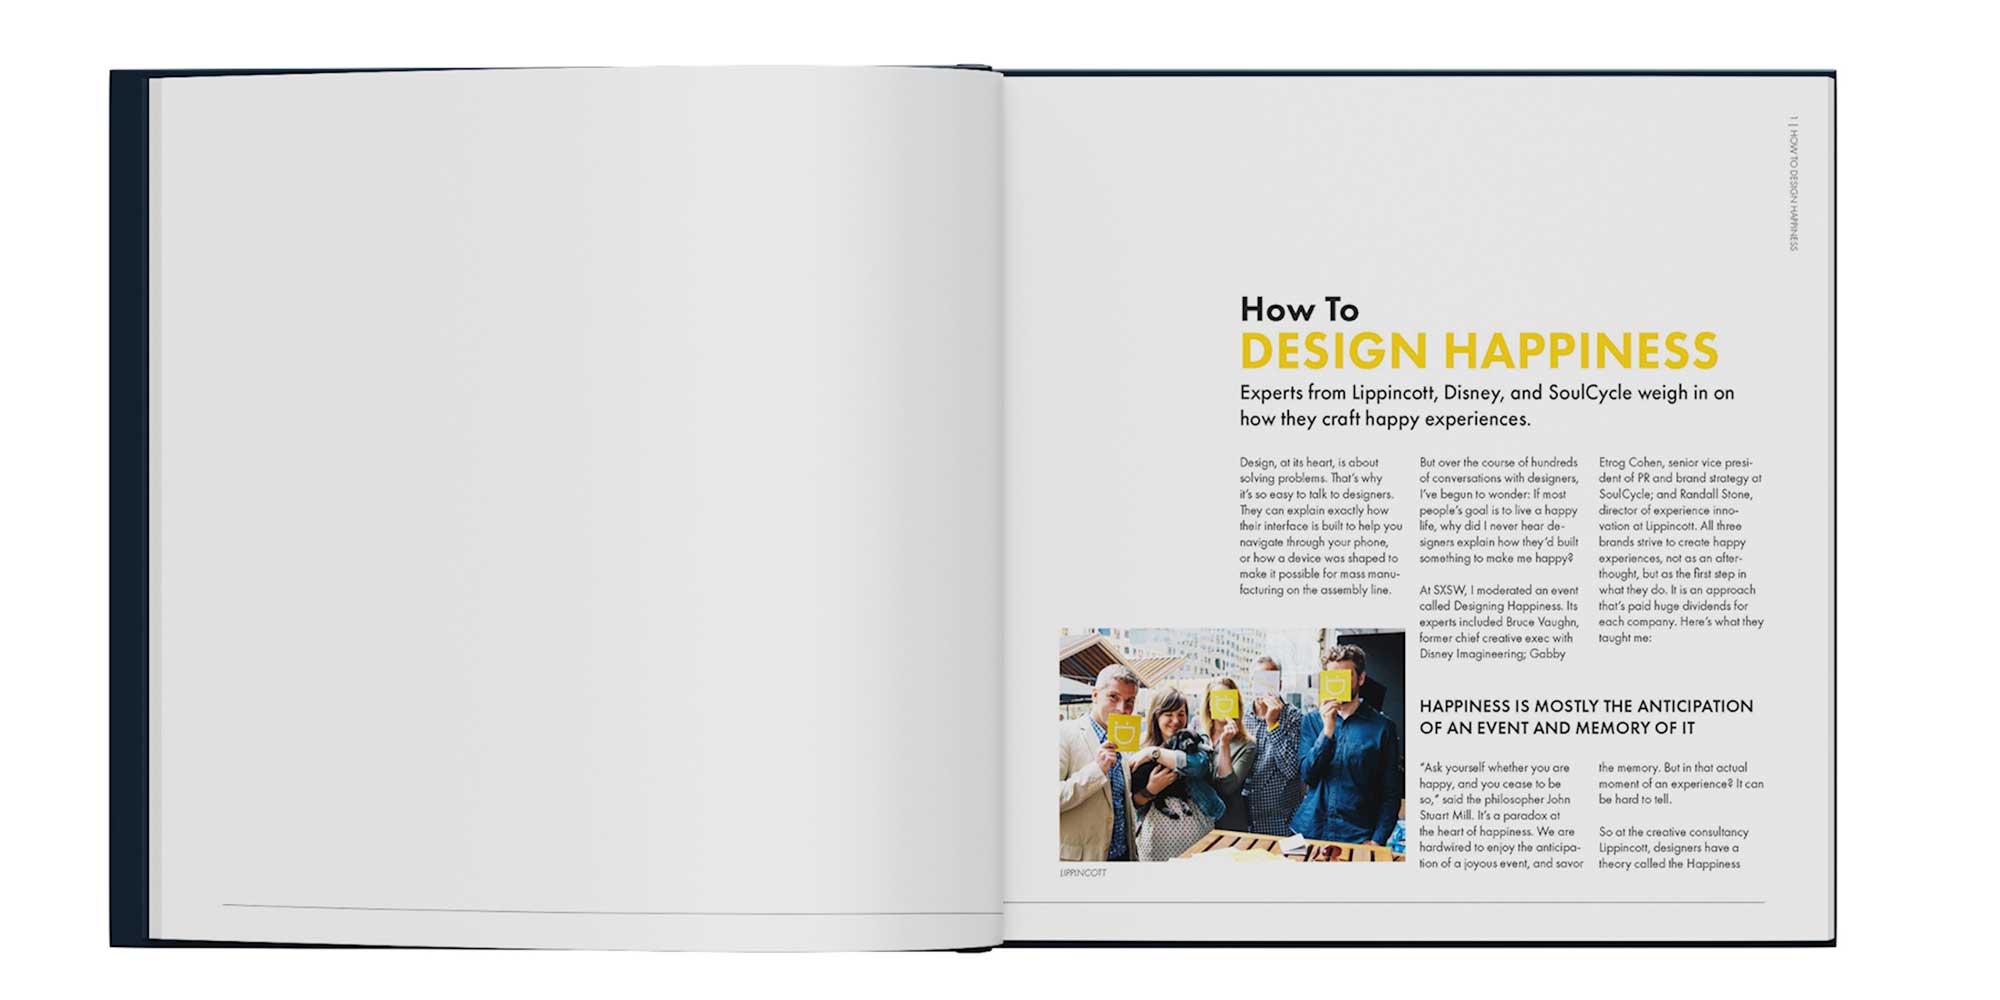 1 | HOW TO DESIGN HAPPINESS
How To
DESIGN HAPPINESS
Experts from Lippincott, Disney, and SoulCycle weigh in on
how they craft happy experiences.
Design, at its heart, is about
solving problems. That's why
it's so easy to talk to designers.
They can explain exactly how
their interface is built to help you
navigate through your phone,
or how a device was shaped to
make it possible for mass manu-
facturing on the assembly line.
But over the course of hundreds
of conversations with designers,
I've begun to wonder: If most
people's goal is to live a happy
life, why did I never hear de-
signers explain how they'd built
something to make me happy?
At SXSW, I moderated an event
called Designing Happiness. Its
experts included Bruce Vaughn,
former chief creative exec with
Disney Imagineering; Gabby
Etrog Cohen, senior vice presi-
dent of PR and brand strategy at
SoulCycle; and Randall Stone,
director of experience inno-
vation at Lippincott. All three
brands strive to create happy
experiences, not as an after-
thought, but as the first step in
what they do. It is an approach
that's paid huge dividends for
each company. Here's what they
taught me:
LIPPINCOTT
HAPPINESS IS MOSTLY THE ANTICIPATION
OF AN EVENT AND MEMORY OF IT
"Ask yourself whether you are
happy, and you cease to be
so," said the philosopher John
Stuart Mill. It's a paradox at
the heart of happiness. We are
hardwired to enjoy the anticipa-
tion of a joyous event, and savor
the memory. But in that actual
moment of an experience? It can
be hard to tell.
So at the creative consultancy
Lippincott, designers have a
theory called the Happiness